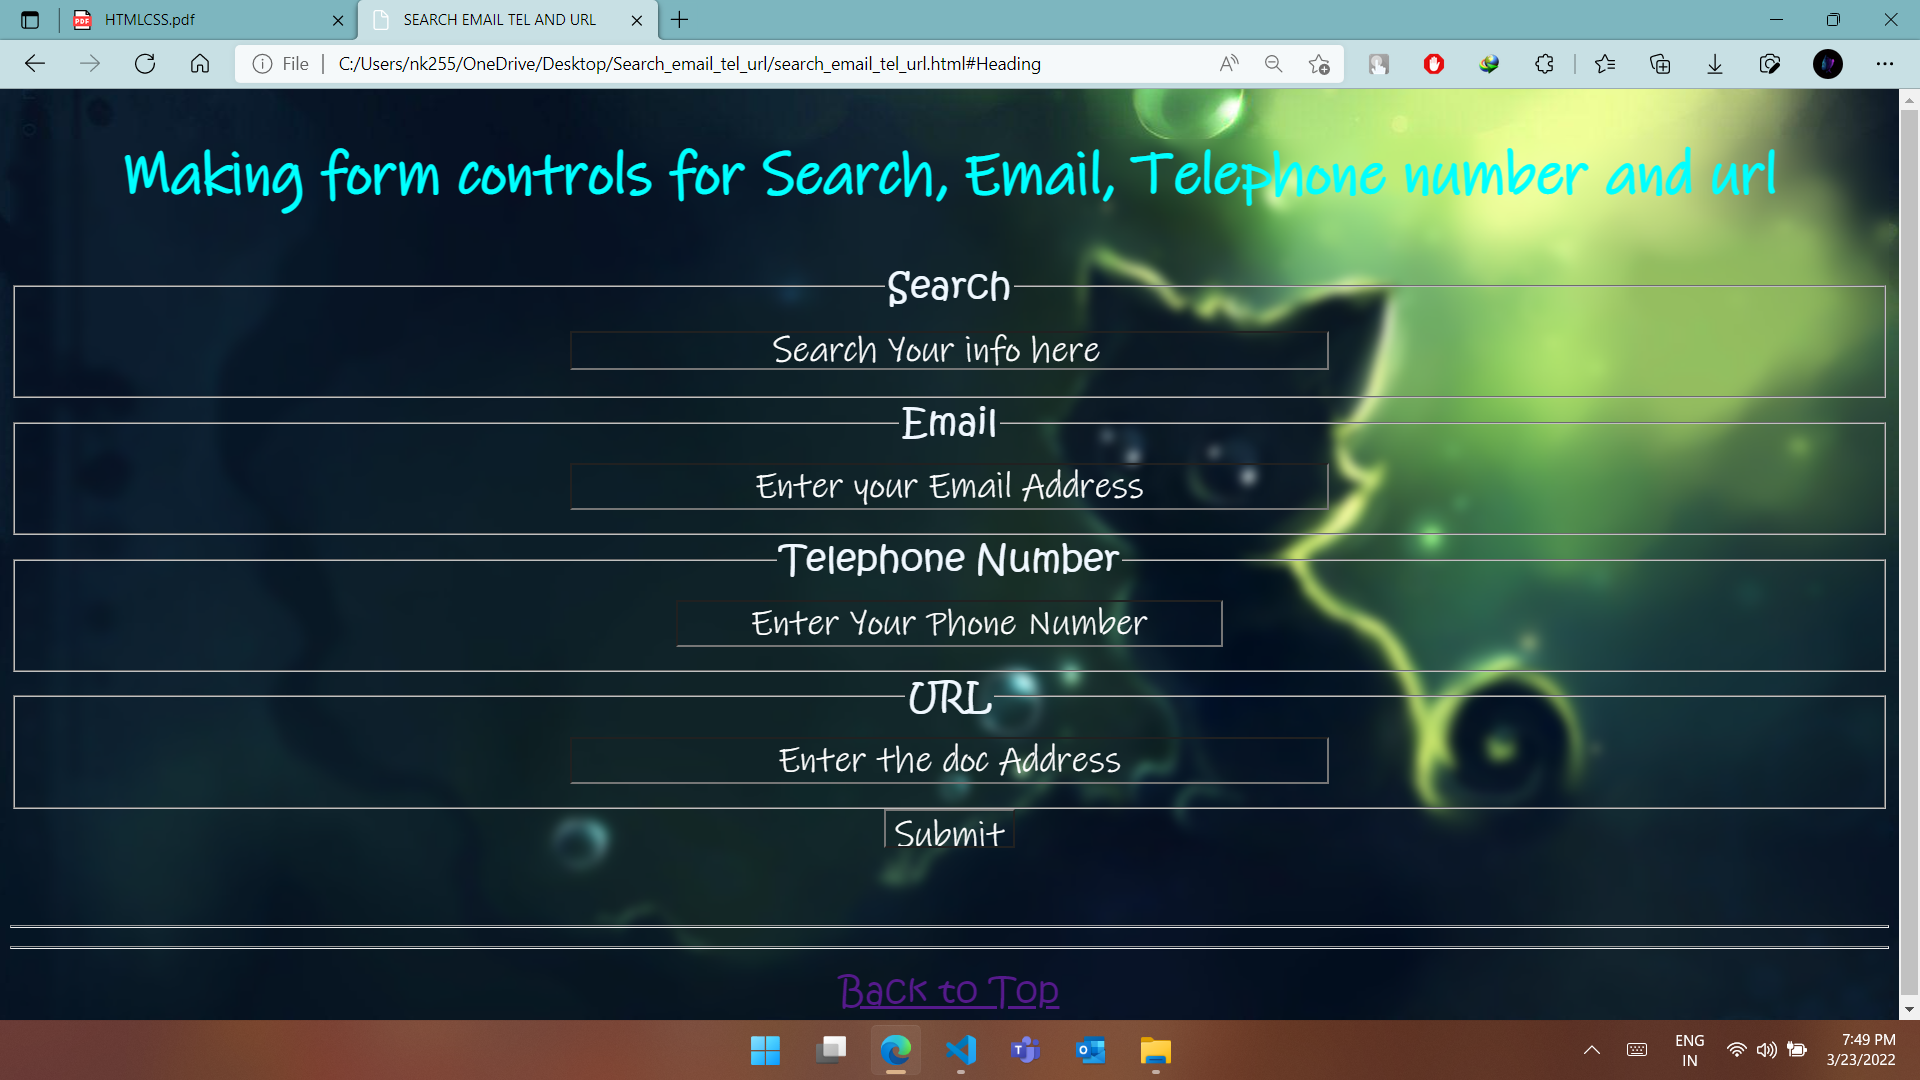 HTMLCSS.pdf
SEARCH EMAIL TEL AND URL
File
C:/Users/nk255/OneDrive/Desktop/Search_email_tel_url/search_email_tel_url.html#Heading
Making form controls for Search, Email, Telephone number and url
Search
Search Your info here
Email
Enter your Email Address
Telephone Number
Enter Your Phone Number
URL
Enter the doc Address
Submit
Back to Top
ENG
IN
7:49 PM
3/23/2022